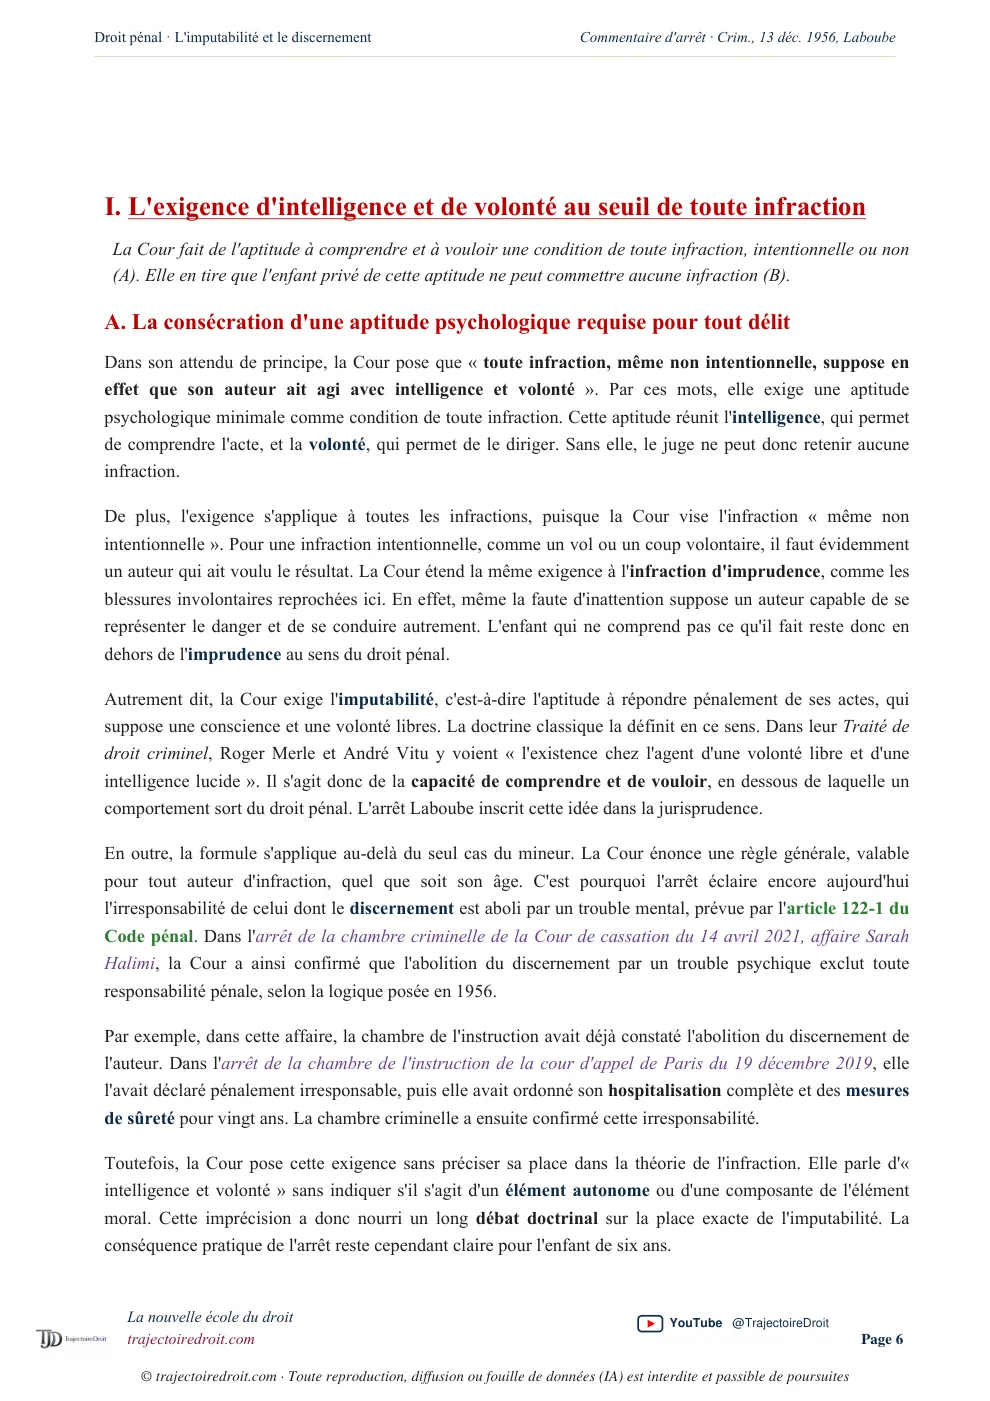 Droit pénal · L'imputabilité et le discernement
Commentaire d'arrêt · Crim., 13 déc. 1956, Laboube
I. L'exigence d'intelligence et de volonté au seuil de toute infraction
La Cour fait de l'aptitude à comprendre et à vouloir une condition de toute infraction, intentionnelle ou non
(A). Elle en tire que l'enfant privé de cette aptitude ne peut commettre aucune infraction (B).
A. La consécration d'une aptitude psychologique requise pour tout délit
Dans son attendu de principe, la Cour pose que « toute infraction, même non intentionnelle, suppose en
effet que son auteur ait agi avec intelligence et volonté ». Par ces mots, elle exige une aptitude
psychologique minimale comme condition de toute infraction. Cette aptitude réunit l'intelligence, qui permet
de comprendre l'acte, et la volonté, qui permet de le diriger. Sans elle, le juge ne peut donc retenir aucune
infraction.
De plus, l'exigence s'applique à toutes les infractions, puisque la Cour vise l'infraction « même non
intentionnelle ». Pour une infraction intentionnelle, comme un vol ou un coup volontaire, il faut évidemment
un auteur qui ait voulu le résultat. La Cour étend la même exigence à l'infraction d'imprudence, comme les
blessures involontaires reprochées ici. En effet, même la faute d'inattention suppose un auteur capable de se
représenter le danger et de se conduire autrement. L'enfant qui ne comprend pas ce qu'il fait reste donc en
dehors de l'imprudence au sens du droit pénal.
Autrement dit, la Cour exige l'imputabilité, c'est-à-dire l'aptitude à répondre pénalement de ses actes, qui
suppose une conscience et une volonté libres. La doctrine classique la définit en ce sens. Dans leur Traité de
droit criminel, Roger Merle et André Vitu y voient « l'existence chez l'agent d'une volonté libre et d'une
intelligence lucide ». Il s'agit donc de la capacité de comprendre et de vouloir, en dessous de laquelle un
comportement sort du droit pénal. L'arrêt Laboube inscrit cette idée dans la jurisprudence.
En outre, la formule s'applique au-delà du seul cas du mineur. La Cour énonce une règle générale, valable
pour tout auteur d'infraction, quel que soit son âge. C'est pourquoi l'arrêt éclaire encore aujourd'hui
l'irresponsabilité de celui dont le discernement est aboli par un trouble mental, prévue par l'article 122-1 du
Code pénal. Dans l'arrêt de la chambre criminelle de la Cour de cassation du 14 avril 2021, affaire Sarah
Halimi, la Cour a ainsi confirmé que l'abolition du discernement par un trouble psychique exclut toute
responsabilité pénale, selon la logique posée en 1956.
Par exemple, dans cette affaire, la chambre de l'instruction avait déjà constaté l'abolition du discernement de
l'auteur. Dans l'arrêt de la chambre de l'instruction de la cour d'appel de Paris du 19 décembre 2019, elle
l'avait déclaré pénalement irresponsable, puis elle avait ordonné son hospitalisation complète et des mesures
de sûreté pour vingt ans. La chambre criminelle a ensuite confirmé cette irresponsabilité.
Toutefois, la Cour pose cette exigence sans préciser sa place dans la théorie de l'infraction. Elle parle d'«
intelligence et volonté » sans indiquer s'il s'agit d'un élément autonome ou d'une composante de l'élément
moral. Cette imprécision a donc nourri un long débat doctrinal sur la place exacte de l'imputabilité. La
conséquence pratique de l'arrêt reste cependant claire pour l'enfant de six ans.
TJD TrajectoireDroit
La nouvelle école du droit
trajectoiredroit.com
YouTube @TrajectoireDroit
Page 6
© trajectoiredroit.com · Toute reproduction, diffusion ou fouille de données (IA) est interdite et passible de poursuites